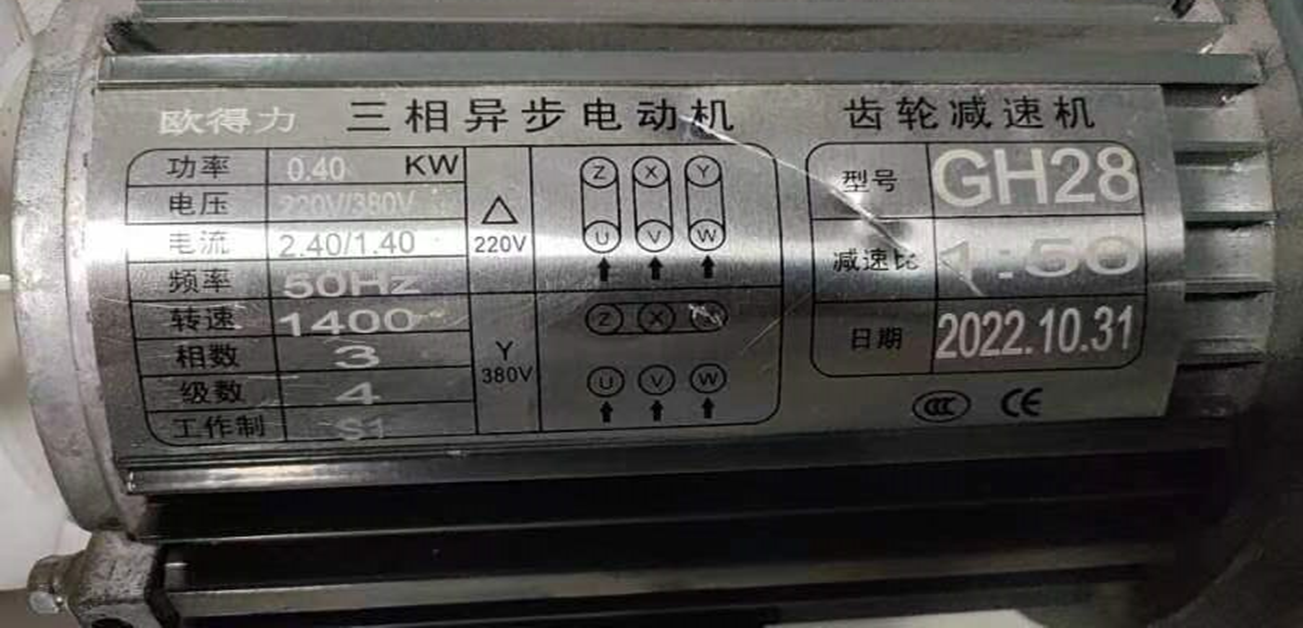 欧得力 三相异步电动机 齿轮减速机
功率 0.40 KW
电压 220V/380V
电流 2.40/1.40
频率 50Hz
转速 1400
相数 3
级数 4
工作制 S1
△ 220V
Z X Y
U V W
Y 380V
Z X
U V W
型号 GH28
减速比 1:50
日期 2022.10.31
CCC CE